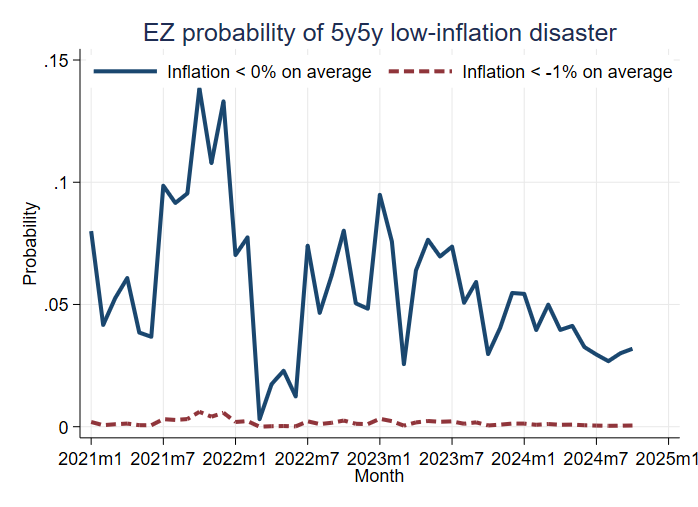 EZ probability of 5y5y low-inflation disaster
Inflation < 0% on average
Inflation < -1% on average
.15
.1
.05
0
Probability
2021m1
2021m7
2022m1
2022m7
2023m1
2023m7
2024m1
2024m7
2025m1
Month